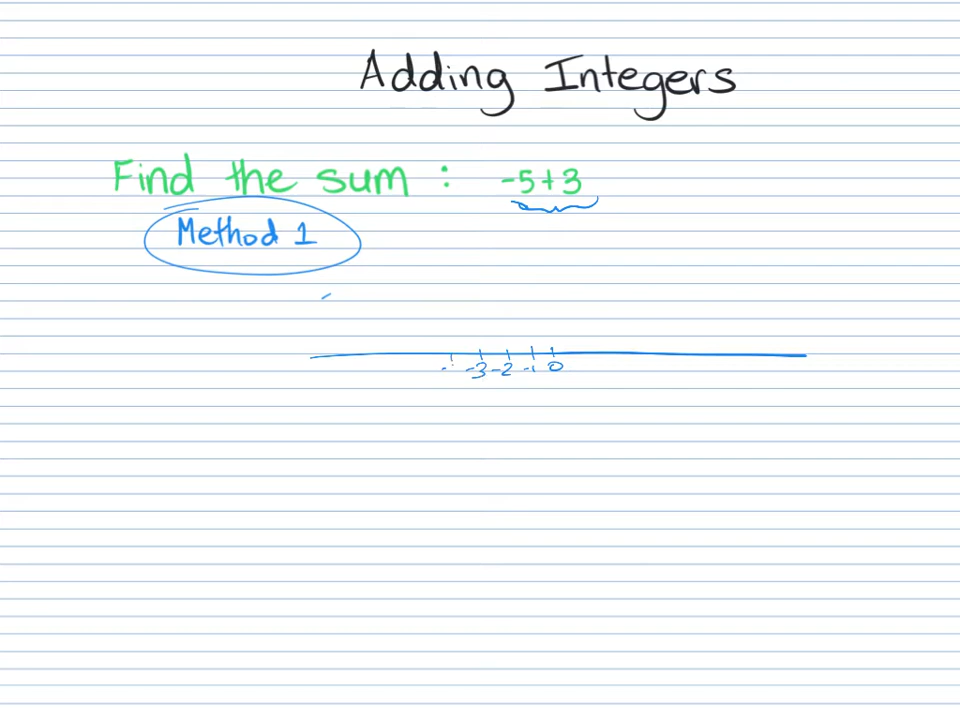 Adding Integers
Find the sum : -5+3
Method 1
-3 -2 -1 0